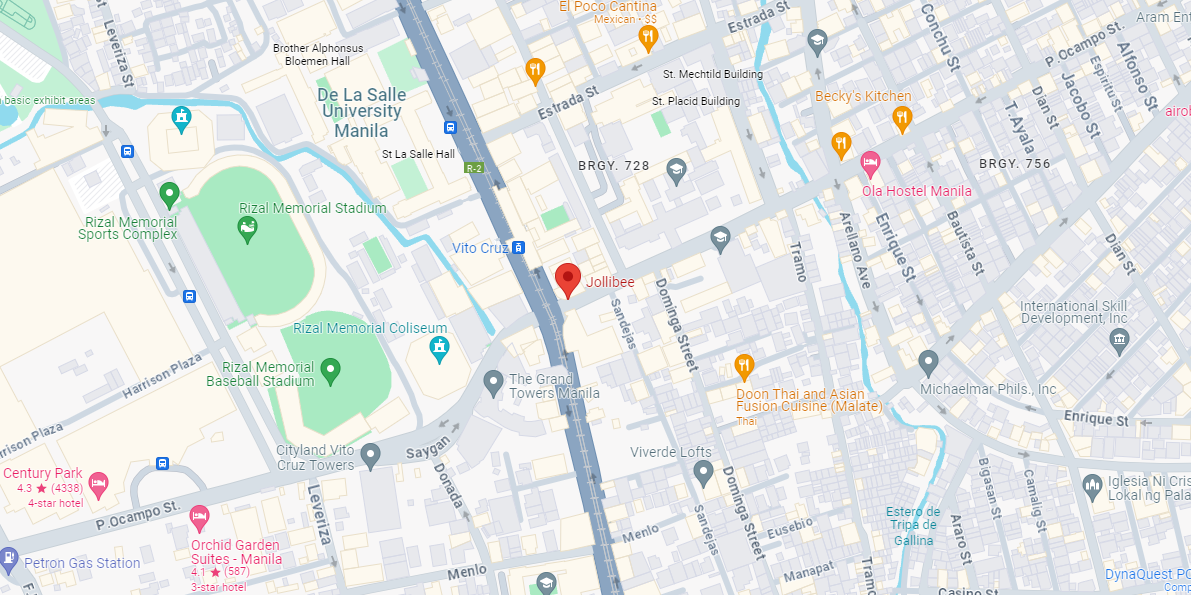 El Poco Cantina
Mexican · $$
Estrada St
Conchu St
P.Ocampo St.
Aram Ent
Leveriza St
Brother Alphonsus
Bloemen Hall
St. Mechtild Building
Alfonso St
Espiritu St
Jacobo St
Dian St
T. Ayala
De La Salle
University
Manila
Estrada St
St. Placid Building
Becky's Kitchen
n basic exhibit areas
airob
St La Salle Hall
R-2
BRGY. 728
BRGY. 756
Ola Hostel Manila
Rizal Memorial Stadium
Rizal Memorial
Sports Complex
Vito Cruz
Tramo
Arellano Ave
Enrique St
Bautista St
Dian St
Jollibee
Sandejas
Dominga Street
International Skill
Development, Inc
Rizal Memorial Coliseum
Rizal Memorial
Baseball Stadium
Harrison Plaza
The Grand
Towers Manila
Doon Thai and Asian
Fusion Cuisine (Malate)
Thai
Michaelmar Phils., Inc
Enrique St
rrison Plaza
Saygan
Cityland Vito
Cruz Towers
Viverde Lofts
Century Park
4.3 ★ (4338)
4-star hotel
Donada
Leveriza
Dominga Street
Sandejas
Bigasan St
Camalig St
Iglesia Ni Cris
Lokal ng Pala
P.Ocampo St.
Estero de
Tripa de
Gallina
Araro St
Menlo
Eusebio
Orchid Garden
Suites - Manila
4.1 ★ (587)
3-star hotel
Petron Gas Station
Menlo
Manapat
Tramo
DynaQuest PC
Comp
Casino St